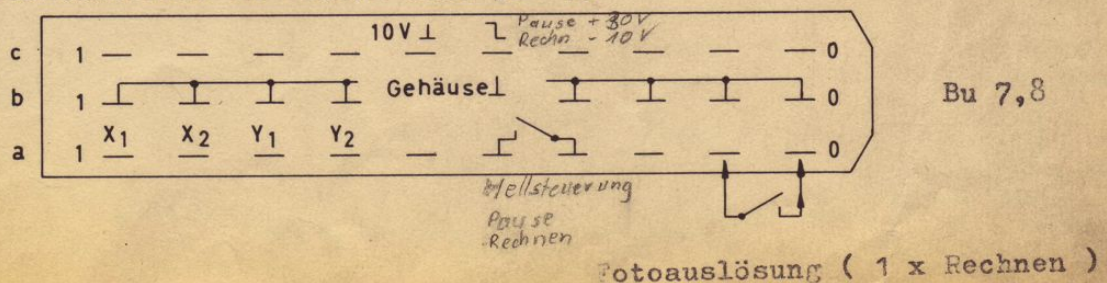 10V ⊥ Pause + 30V
Rechn - 10V
c 1 0
b 1 Gehäuse⊥ 0 Bu 7,8
X1 X2 Y1 Y2
a 1 0
Hellsteuerung
Pause
Rechnen
Fotoauslösung ( 1 x Rechnen )